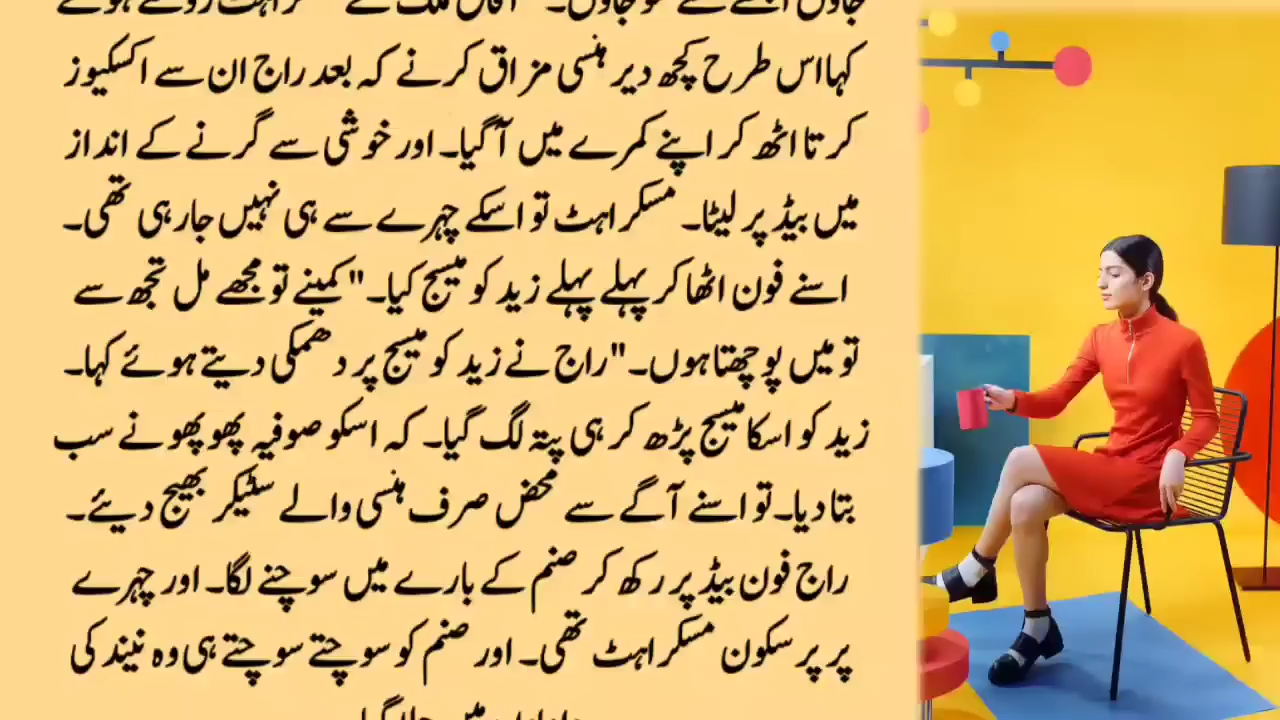 کہا اس طرح کچھ دیر ہنسی مزاق کرنے کہ بعد راج ان سے اکسکیوز
کرتا اٹھ کر اپنے کمرے میں آگیا۔ اور خوشی سے گرنے کے انداز
میں بیڈ پر لیٹا۔ مسکراہٹ تو اسکے چہرے سے ہی نہیں جارہی تھی۔
اسنے فون اٹھا کر پہلے پہلے زید کو میسج کیا۔ "کمینے تو مجھے مل تجھ سے
تو میں پوچھتا ہوں۔" راج نے زید کو میسج پر دھمکی دیتے ہوئے کہا۔
زید کو اسکا میسج پڑھ کر ہی پتہ لگ گیا۔ کہ اسکو صوفیہ پھوپھو نے سب
بتا دیا۔ تو اسنے آگے سے محض صرف ہنسی والے سٹیکر بھیج دیئے۔
راج فون بیڈ پر رکھ کر صنم کے بارے میں سوچنے لگا۔ اور چہرے
پر پر سکون مسکراہٹ تھی۔ اور صنم کو سوچتے سوچتے ہی وہ نیند کی